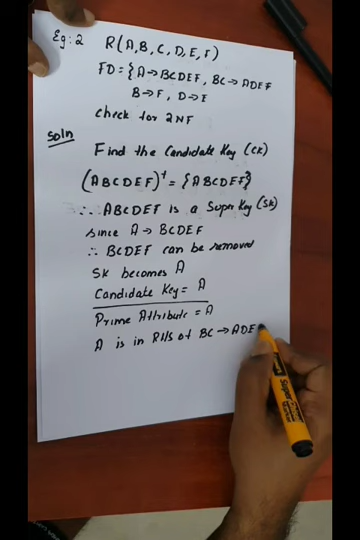 Eg: 2 R(A,B,C,D,E,F)
FD = { A → BCDEF, BC → ADEF
B → F, D → E
check for 2NF
Soln
Find the Candidate Key (CK)
(ABCDEF)⁺ = {ABCDEF}
∴ ABCDEF is a Super Key (SK)
since A → BCDEF
∴ BCDEF can be removed
SK becomes A
Candidate Key = A
Prime Attribute = A
A is in RHS of BC → ADE